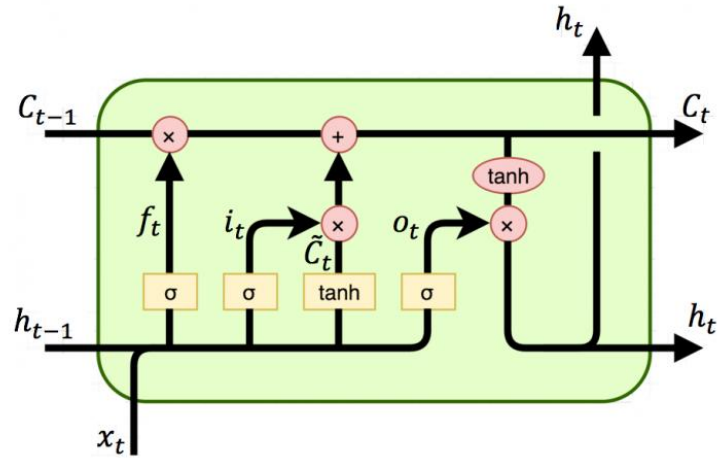 h_t
C_{t-1}
×
+
C_t
tanh
f_t
i_t
×
C̃_t
o_t
×
σ
σ
tanh
σ
h_{t-1}
h_t
x_t